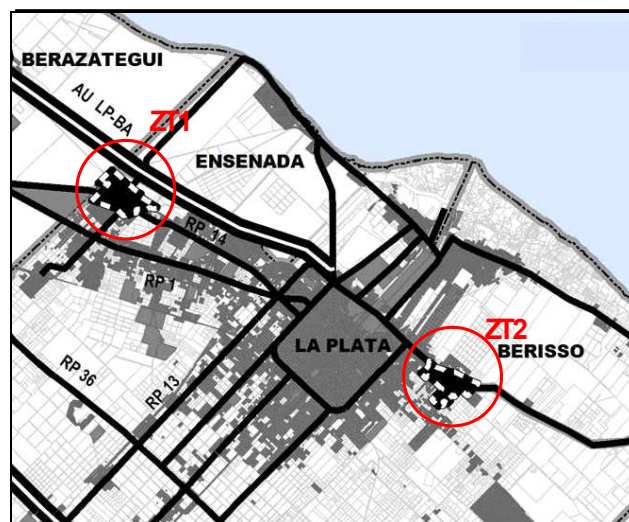 BERAZATEGUI
AU LP-BA
ZT1
ENSENADA
RP 14
RP 1
LA PLATA
ZT2
BERISSO
RP 36
RP 13